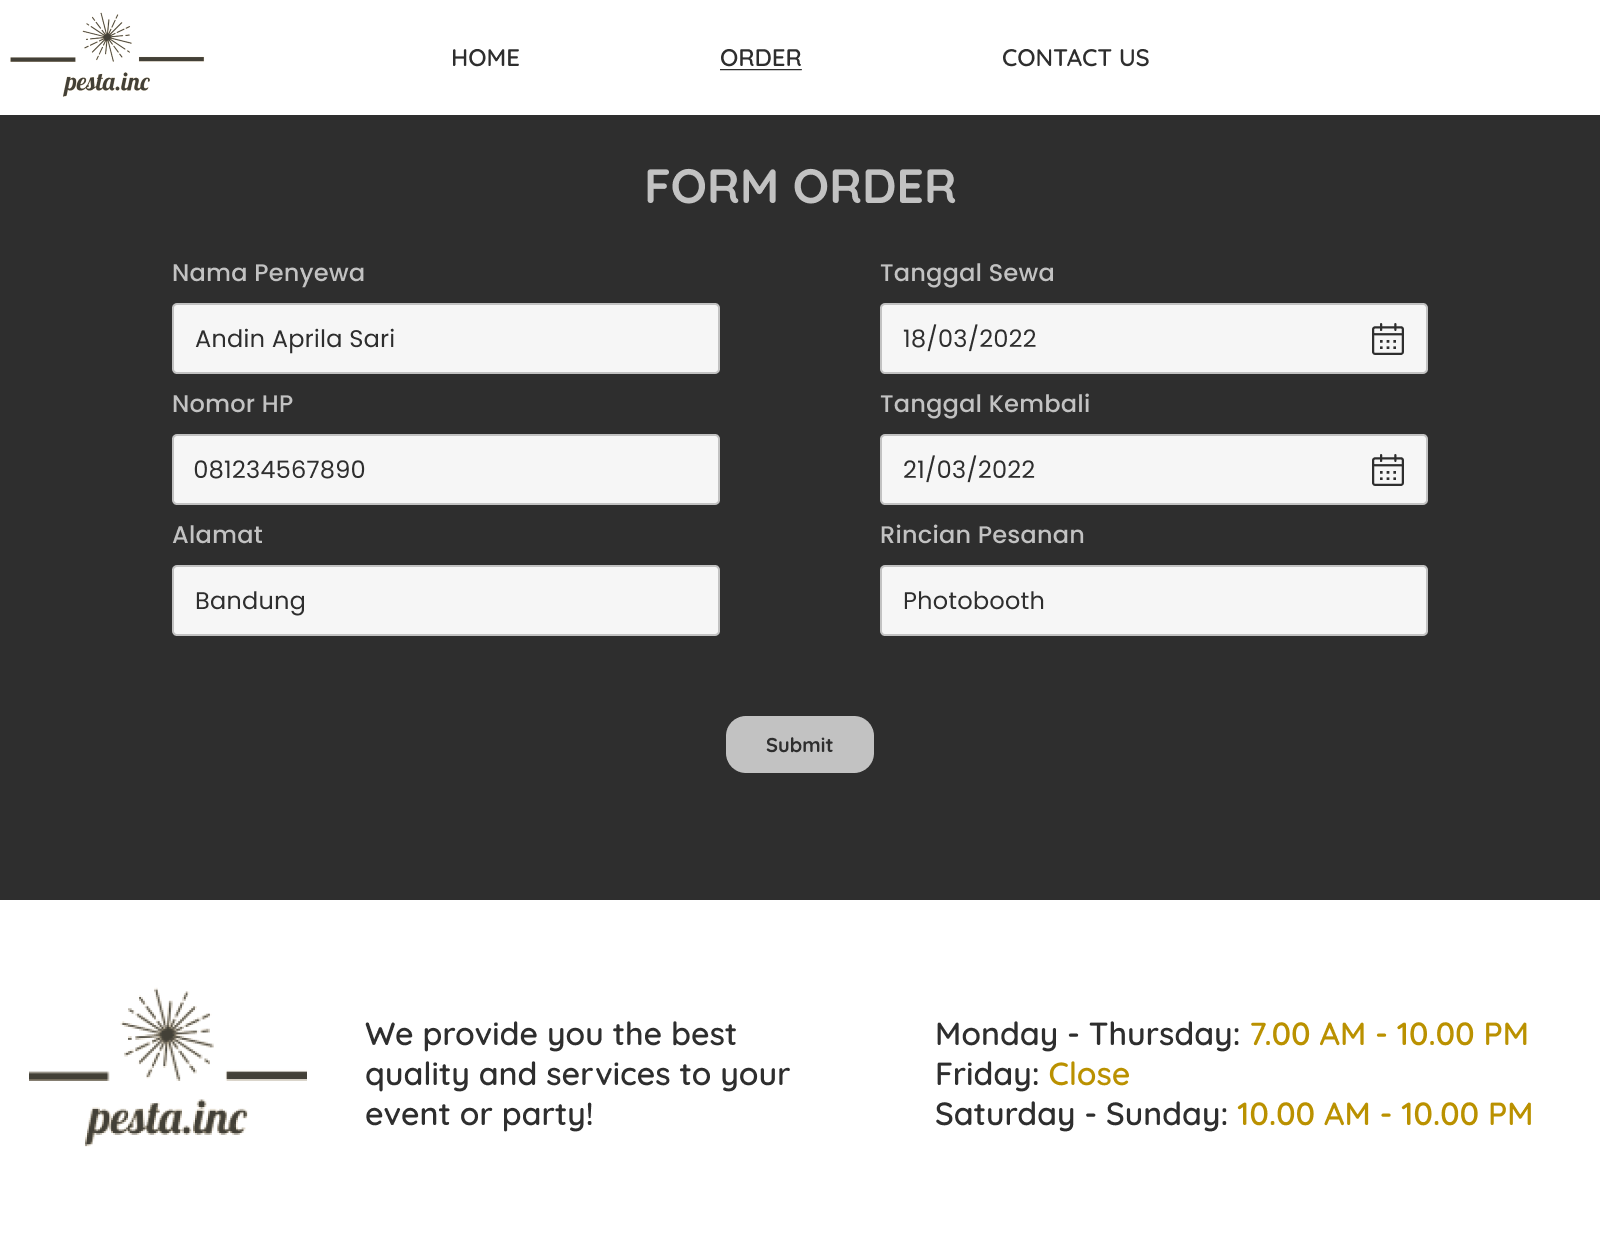 pesta.inc
HOME
ORDER
CONTACT US
FORM ORDER
Nama Penyewa
Andin Aprila Sari
Nomor HP
081234567890
Alamat
Bandung
Tanggal Sewa
18/03/2022
Tanggal Kembali
21/03/2022
Rincian Pesanan
Photobooth
Submit
pesta.inc
We provide you the best
quality and services to your
event or party!
Monday - Thursday: 7.00 AM - 10.00 PM
Friday: Close
Saturday - Sunday: 10.00 AM - 10.00 PM